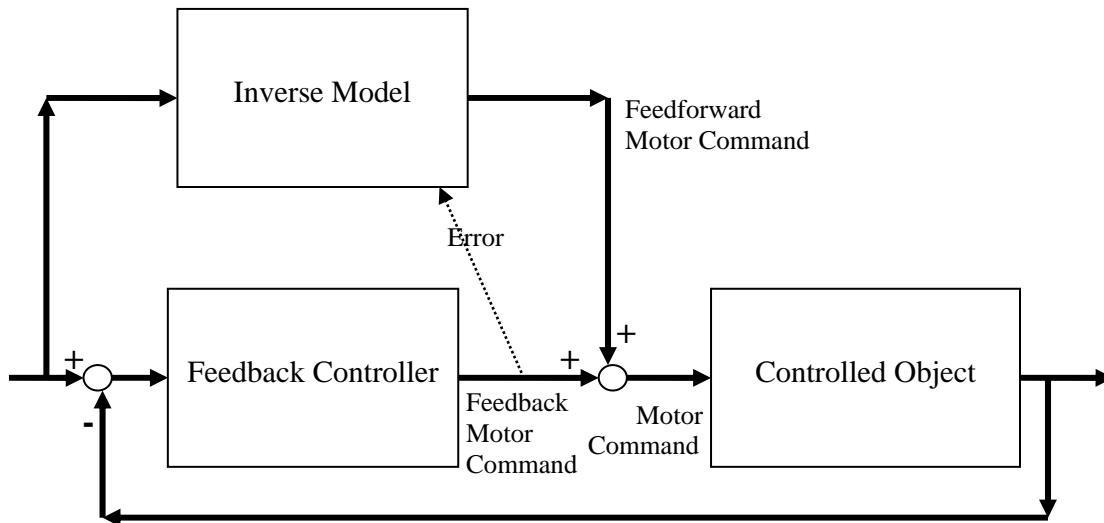 Inverse Model
Feedforward
Motor Command
Error
+
+
Feedback Controller
+
Controlled Object
-
Feedback
Motor
Command
Motor
Command